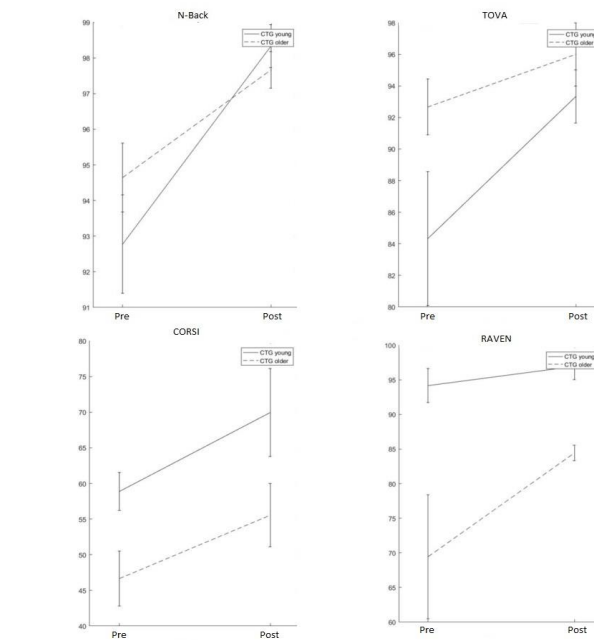 N-Back
99
98
97
96
95
94
93
92
91
CTG young
CTG older
Pre
Post
TOVA
98
96
94
92
90
88
86
84
82
80
CTG young
CTG older
Pre
Post
CORSI
80
75
70
65
60
55
50
45
40
CTG young
CTG older
Pre
Post
RAVEN
100
95
90
85
80
75
70
65
60
CTG young
CTG older
Pre
Post